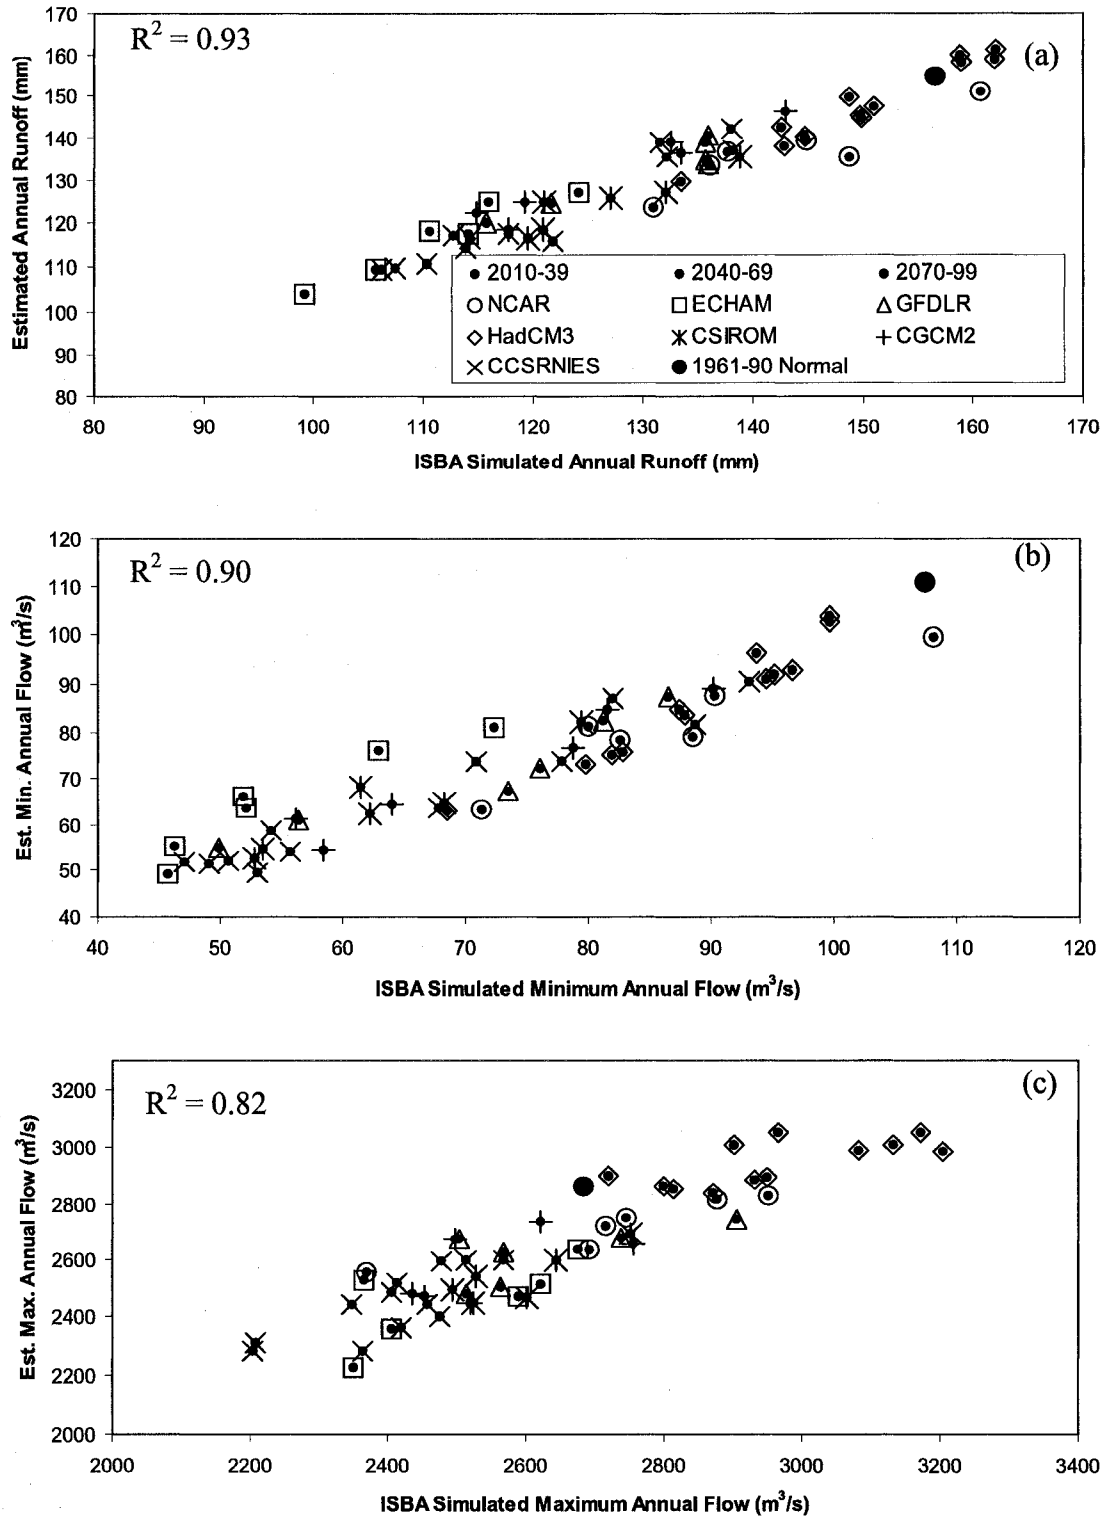 170
160
150
140
130
120
110
100
90
80
Estimated Annual Runoff (mm)
R² = 0.93
(a)
2010-39 2040-69 2070-99
NCAR ECHAM GFDLR
HadCM3 CSIROM CGCM2
CCSRNIES 1961-90 Normal
80 90 100 110 120 130 140 150 160 170
ISBA Simulated Annual Runoff (mm)
120
110
100
90
80
70
60
50
40
Est. Min. Annual Flow (m³/s)
R² = 0.90
(b)
40 50 60 70 80 90 100 110 120
ISBA Simulated Minimum Annual Flow (m³/s)
3200
3000
2800
2600
2400
2200
2000
Est. Max. Annual Flow (m³/s)
R² = 0.82
(c)
2000 2200 2400 2600 2800 3000 3200 3400
ISBA Simulated Maximum Annual Flow (m³/s)